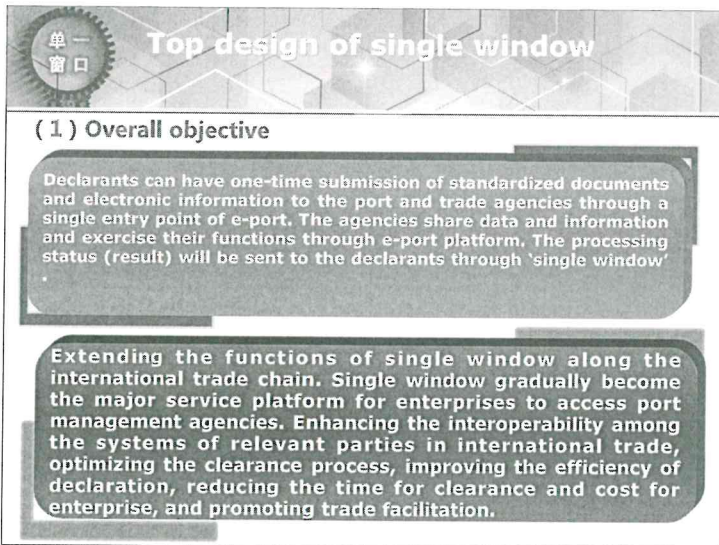 单一
窗口
Top design of single window
( 1 ) Overall objective
Declarants can have one-time submission of standardized documents
and electronic information to the port and trade agencies through a
single entry point of e-port. The agencies share data and information
and exercise their functions through e-port platform. The processing
status (result) will be sent to the declarants through ‘single window’
.
Extending the functions of single window along the
international trade chain. Single window gradually become
the major service platform for enterprises to access port
management agencies. Enhancing the interoperability among
the systems of relevant parties in international trade,
optimizing the clearance process, improving the efficiency of
declaration, reducing the time for clearance and cost for
enterprise, and promoting trade facilitation.